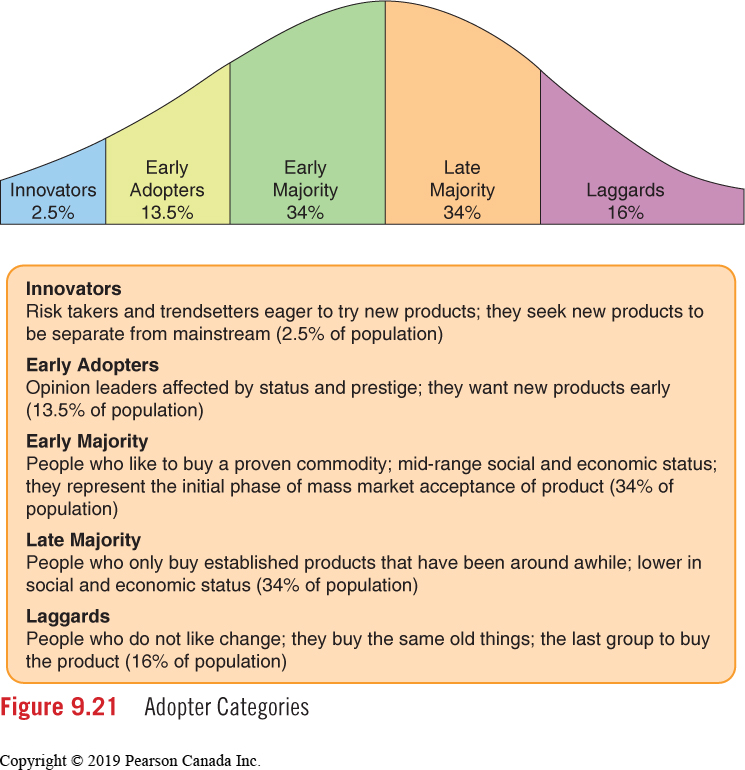 Innovators
2.5%
Early
Adopters
13.5%
Early
Majority
34%
Late
Majority
34%
Laggards
16%
Innovators
Risk takers and trendsetters eager to try new products; they seek new products to
be separate from mainstream (2.5% of population)
Early Adopters
Opinion leaders affected by status and prestige; they want new products early
(13.5% of population)
Early Majority
People who like to buy a proven commodity; mid-range social and economic status;
they represent the initial phase of mass market acceptance of product (34% of
population)
Late Majority
People who only buy established products that have been around awhile; lower in
social and economic status (34% of population)
Laggards
People who do not like change; they buy the same old things; the last group to buy
the product (16% of population)
Figure 9.21 Adopter Categories
Copyright © 2019 Pearson Canada Inc.